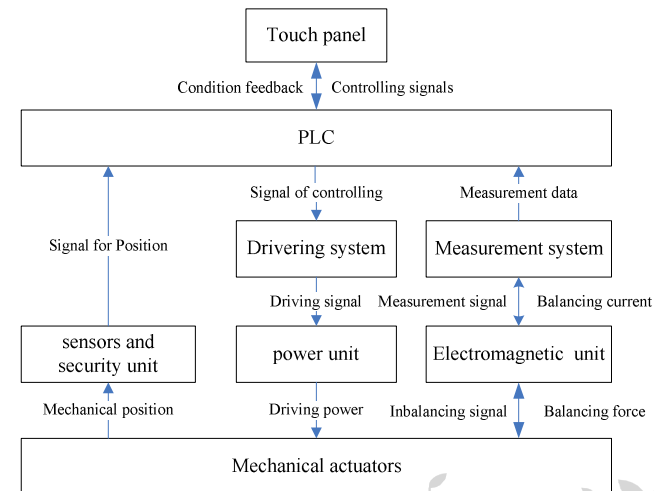 Touch panel
Condition feedback
Controlling signals
PLC
Signal of controlling
Measurement data
Signal for Position
Drivering system
Measurement system
Driving signal
Measurement signal
Balancing current
sensors and
security unit
power unit
Electromagnetic unit
Mechanical position
Driving power
Inbalancing signal
Balancing force
Mechanical actuators